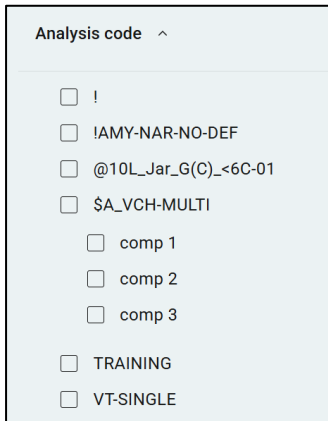 Analysis code
!
!AMY-NAR-NO-DEF
@10L_Jar_G(C)_<6C-01
$A_VCH-MULTI
comp 1
comp 2
comp 3
TRAINING
VT-SINGLE